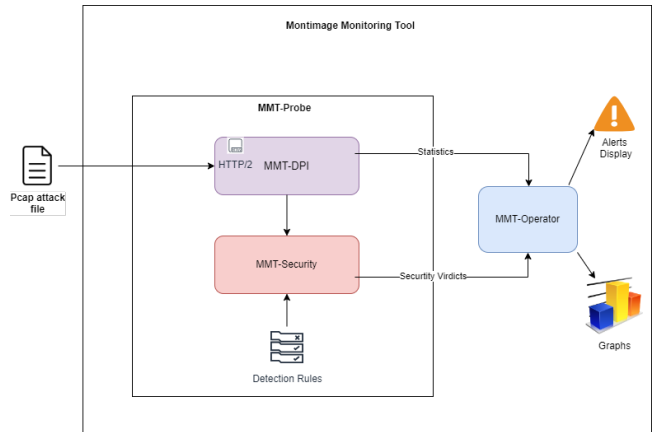 Montimage Monitoring Tool
MMT-Probe
HTTP/2
MMT-DPI
Statistics
Alerts
Display
Pcap attack
file
MMT-Operator
MMT-Security
Securtity Virdicts
Graphs
Detection Rules